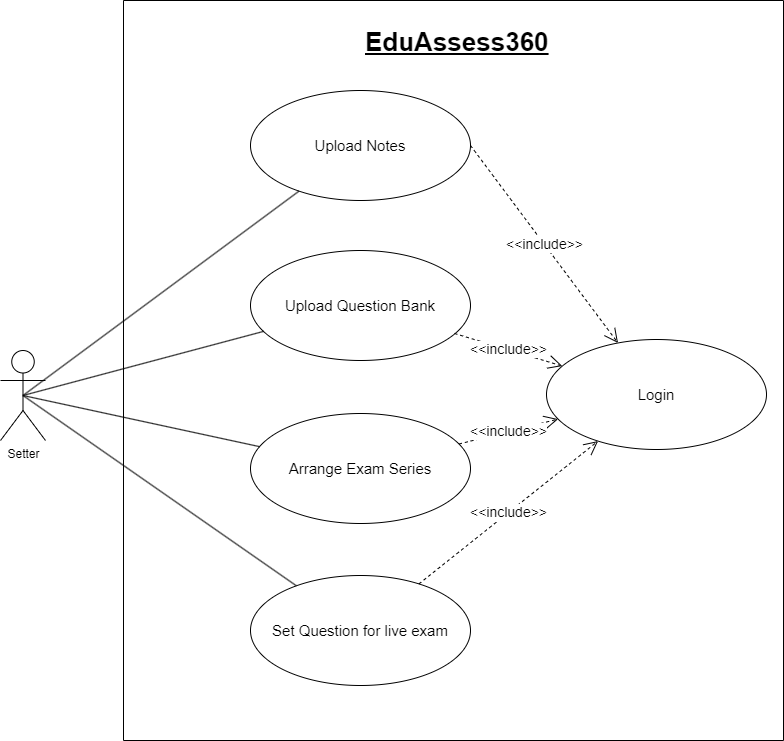 EduAssess360
Upload Notes
<<include>>
Upload Question Bank
<<include>>
Login
Setter
<<include>>
Arrange Exam Series
<<include>>
Set Question for live exam